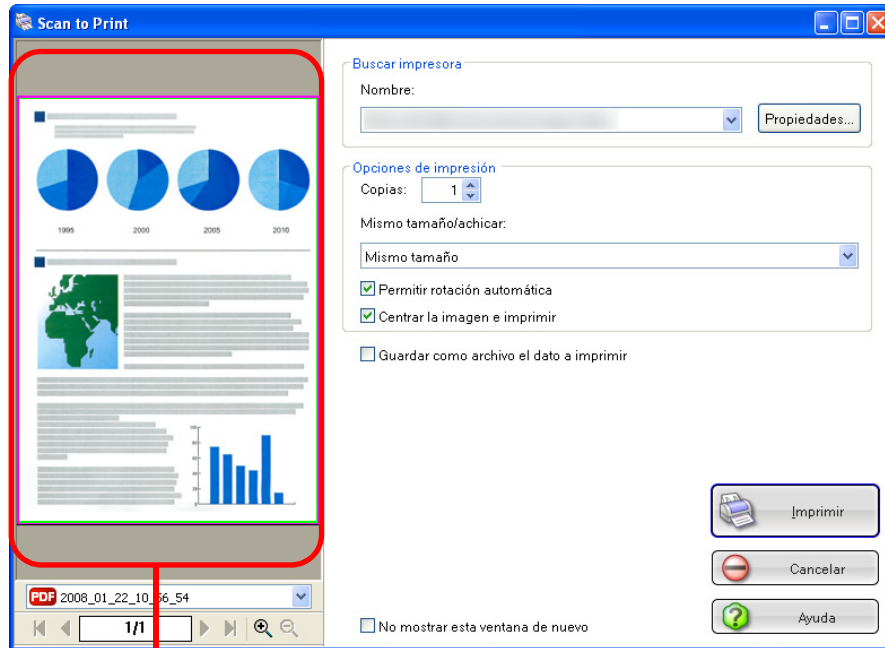 Scan to Print
Buscar impresora
Nombre:
Propiedades...
Opciones de impresión
Copias:
1
Mismo tamaño/achicar:
Mismo tamaño
Permitir rotación automática
Centrar la imagen e imprimir
Guardar como archivo el dato a imprimir
1995 2000 2005 2010
Imprimir
Cancelar
PDF 2008_01_22_10_56_54
1/1
No mostrar esta ventana de nuevo
Ayuda